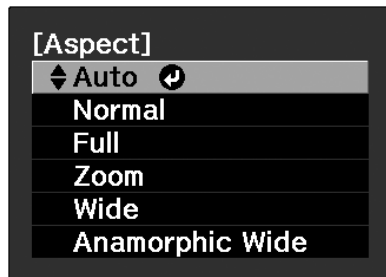 [Aspect]
Auto
Normal
Full
Zoom
Wide
Anamorphic Wide